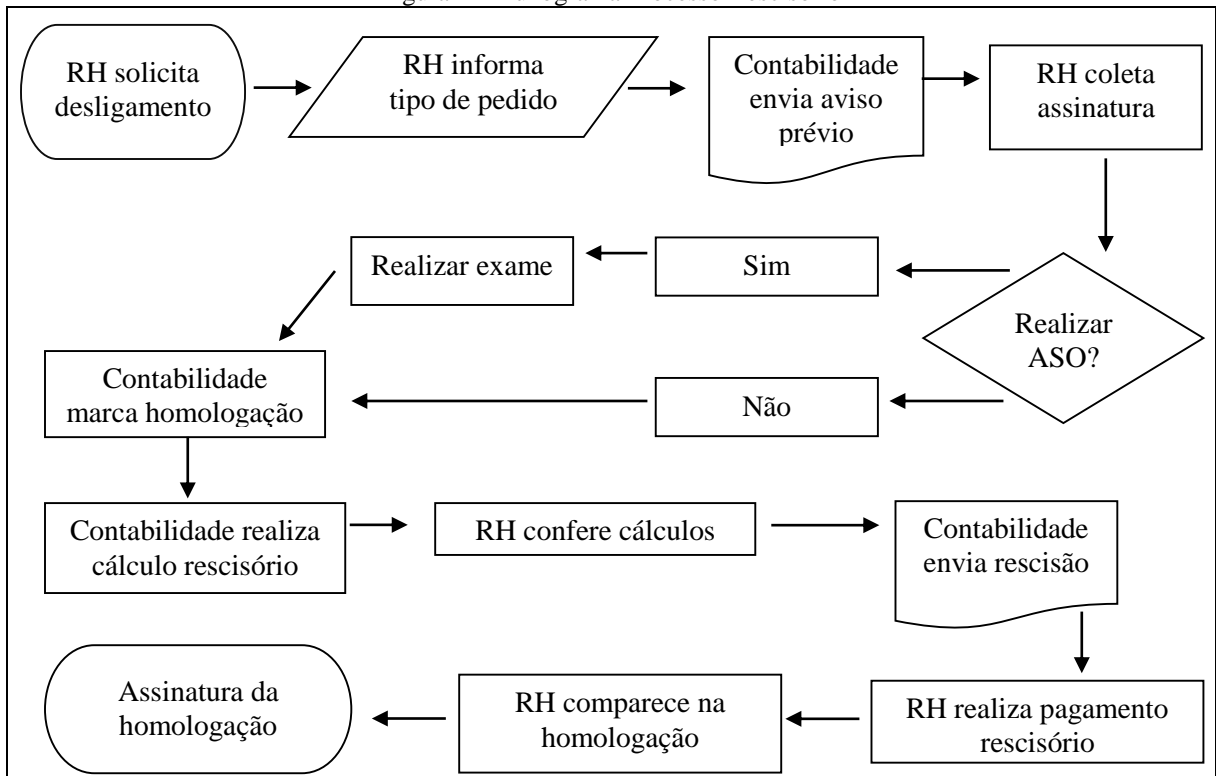 RH solicita
desligamento
RH informa
tipo de pedido
Contabilidade
envia aviso
prévio
RH coleta
assinatura
Realizar exame
Sim
Realizar
ASO?
Contabilidade
marca homologação
Não
Contabilidade realiza
cálculo rescisório
RH confere cálculos
Contabilidade
envia rescisão
Assinatura da
homologação
RH comparece na
homologação
RH realiza pagamento
rescisório